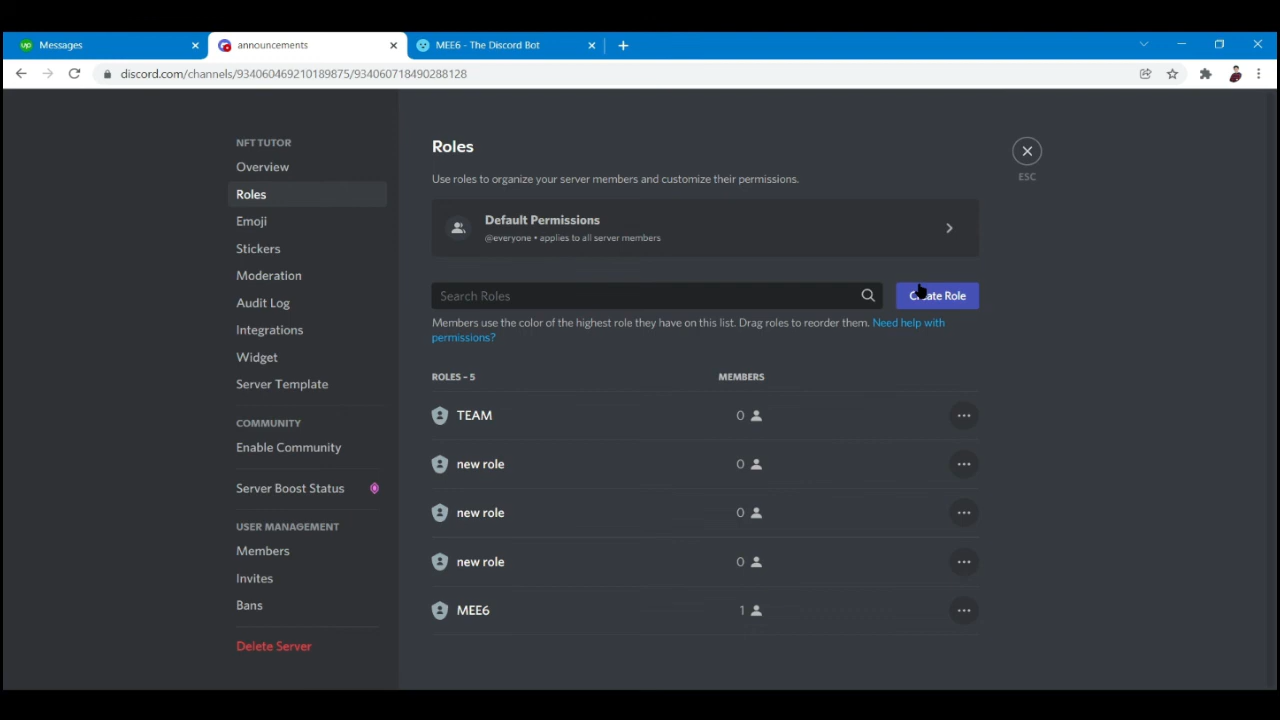 Messages
announcements
MEE6 - The Discord Bot
discord.com/channels/934060469210189875/934060718490288128
NFT TUTOR
Overview
Roles
Emoji
Stickers
Moderation
Audit Log
Integrations
Widget
Server Template
COMMUNITY
Enable Community
Server Boost Status
USER MANAGEMENT
Members
Invites
Bans
Delete Server
Roles
ESC
Use roles to organize your server members and customize their permissions.
Default Permissions
@everyone • applies to all server members
Search Roles
Create Role
Members use the color of the highest role they have on this list. Drag roles to reorder them. Need help with
permissions?
ROLES – 5 MEMBERS
TEAM 0
new role 0
new role 0
new role 0
MEE6 1